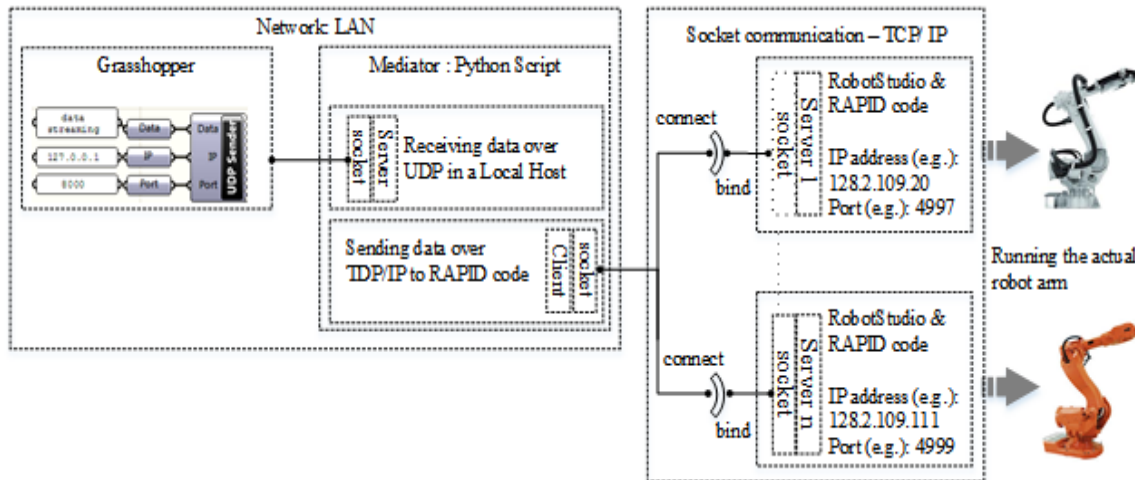 Network: LAN
Grasshopper
data
streaming
Data
Data
127.0.0.1
IP
IP
8000
Port
Port
UDP Sender
Mediator : Python Script
socket
Server
Receiving data over
UDP in a Local Host
Sending data over
TDP/IP to RAPID code
Client
socket
Socket communication – TCP/ IP
connect
bind
socket
Server 1
RobotStudio &
RAPID code
IP address (e.g.):
128.2.109.20
Port (e.g.): 4997
connect
bind
socket
Server n
RobotStudio &
RAPID code
IP address (e.g.):
128.2.109.111
Port (e.g.): 4999
Running the actual
robot arm